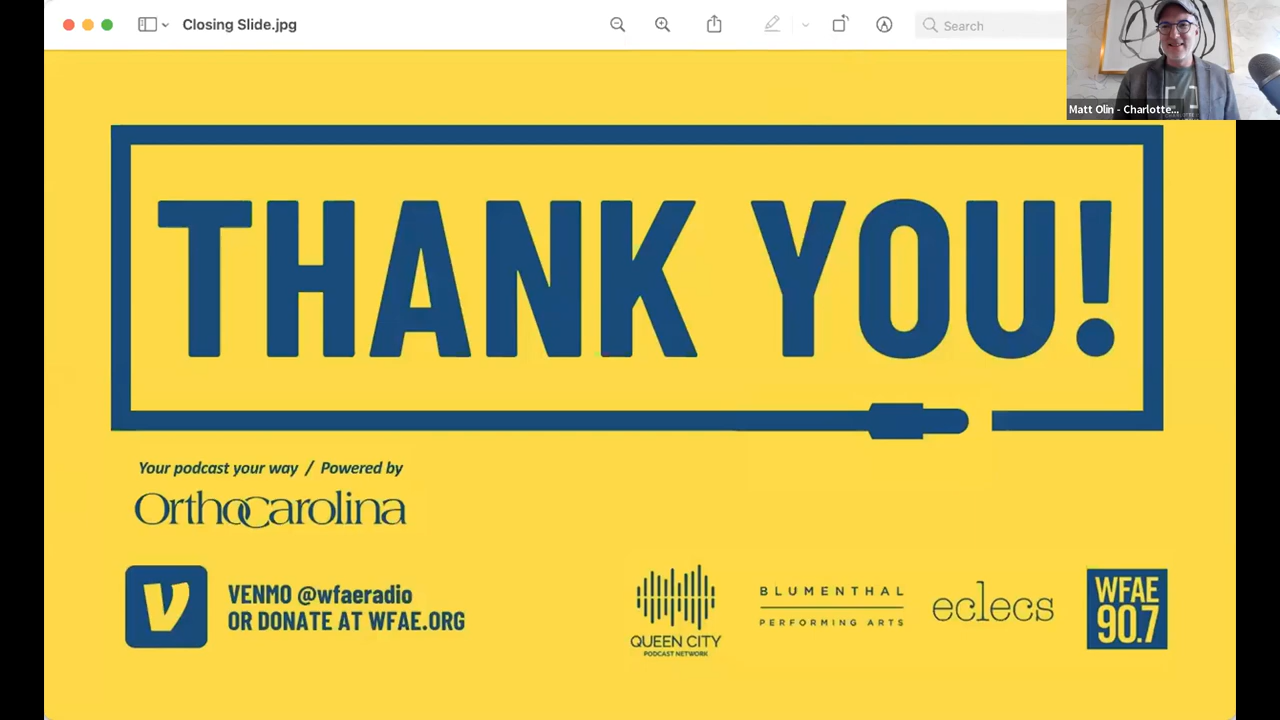 Closing Slide.jpg
Search
Matt Olin - Charlotte...
THANK YOU!
Your podcast your way / Powered by
OrthoCarolina
VENMO @wfaeradio
OR DONATE AT WFAE.ORG
QUEEN CITY
PODCAST NETWORK
BLUMENTHAL
PERFORMING ARTS
eclecs
WFAE
90.7